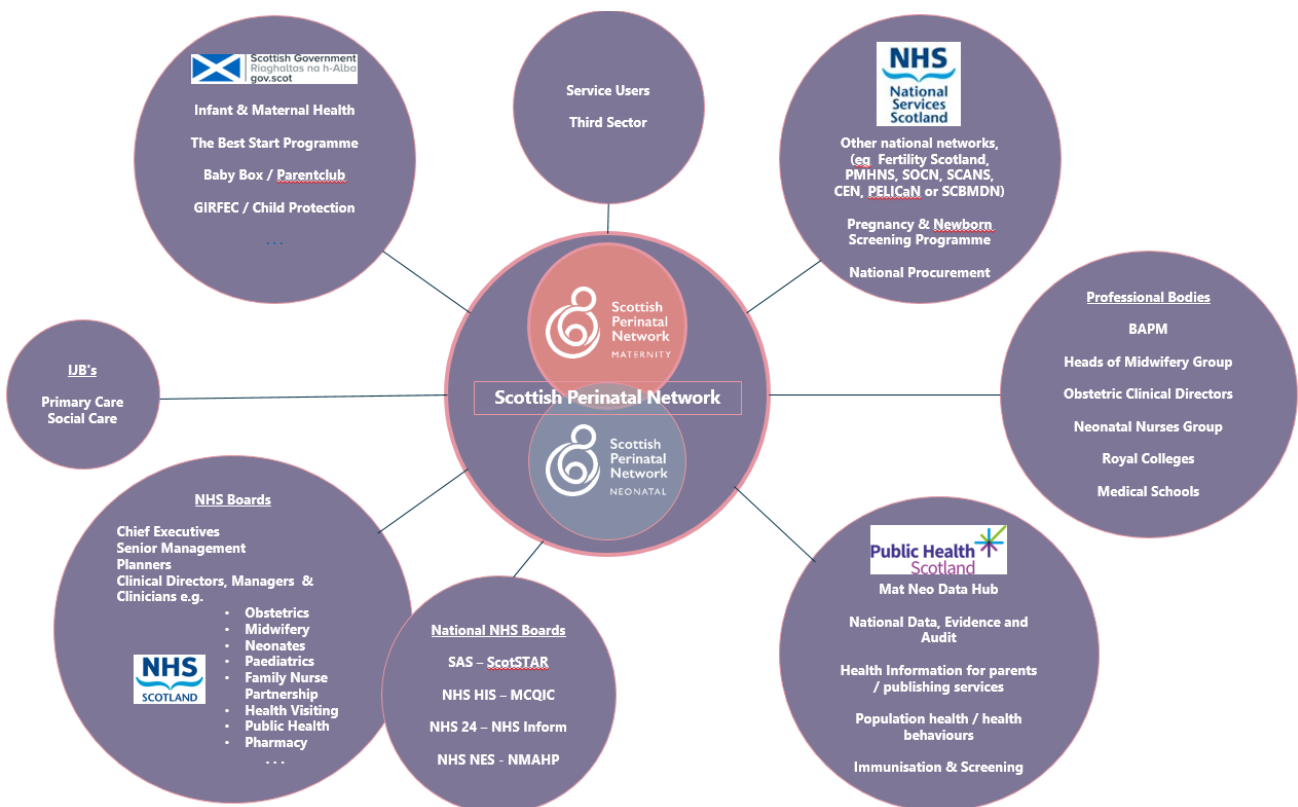 Scottish Government
Riaghaltas na h-Alba
gov.scot
Infant & Maternal Health
The Best Start Programme
Baby Box / Parentclub
GIRFEC / Child Protection
. . .
Service Users
Third Sector
NHS
National
Services
Scotland
Other national networks,
(eg Fertility Scotland,
PMHNS, SOCN, SCANS,
CEN, PELICaN or SCBMDN)
Pregnancy & Newborn
Screening Programme
National Procurement
Professional Bodies
BAPM
Heads of Midwifery Group
Obstetric Clinical Directors
Neonatal Nurses Group
Royal Colleges
Medical Schools
Scottish
Perinatal
Network
MATERNITY
Scottish Perinatal Network
Scottish
Perinatal
Network
NEONATAL
IJB's
Primary Care
Social Care
NHS Boards
Chief Executives
Senior Management
Planners
Clinical Directors, Managers &
Clinicians e.g.
• Obstetrics
• Midwifery
• Neonates
• Paediatrics
• Family Nurse
Partnership
• Health Visiting
• Public Health
• Pharmacy
. . .
NHS
SCOTLAND
National NHS Boards
SAS – ScotSTAR
NHS HIS – MCQIC
NHS 24 – NHS Inform
NHS NES - NMAHP
Public Health
Scotland
Mat Neo Data Hub
National Data, Evidence and
Audit
Health Information for parents
/ publishing services
Population health / health
behaviours
Immunisation & Screening